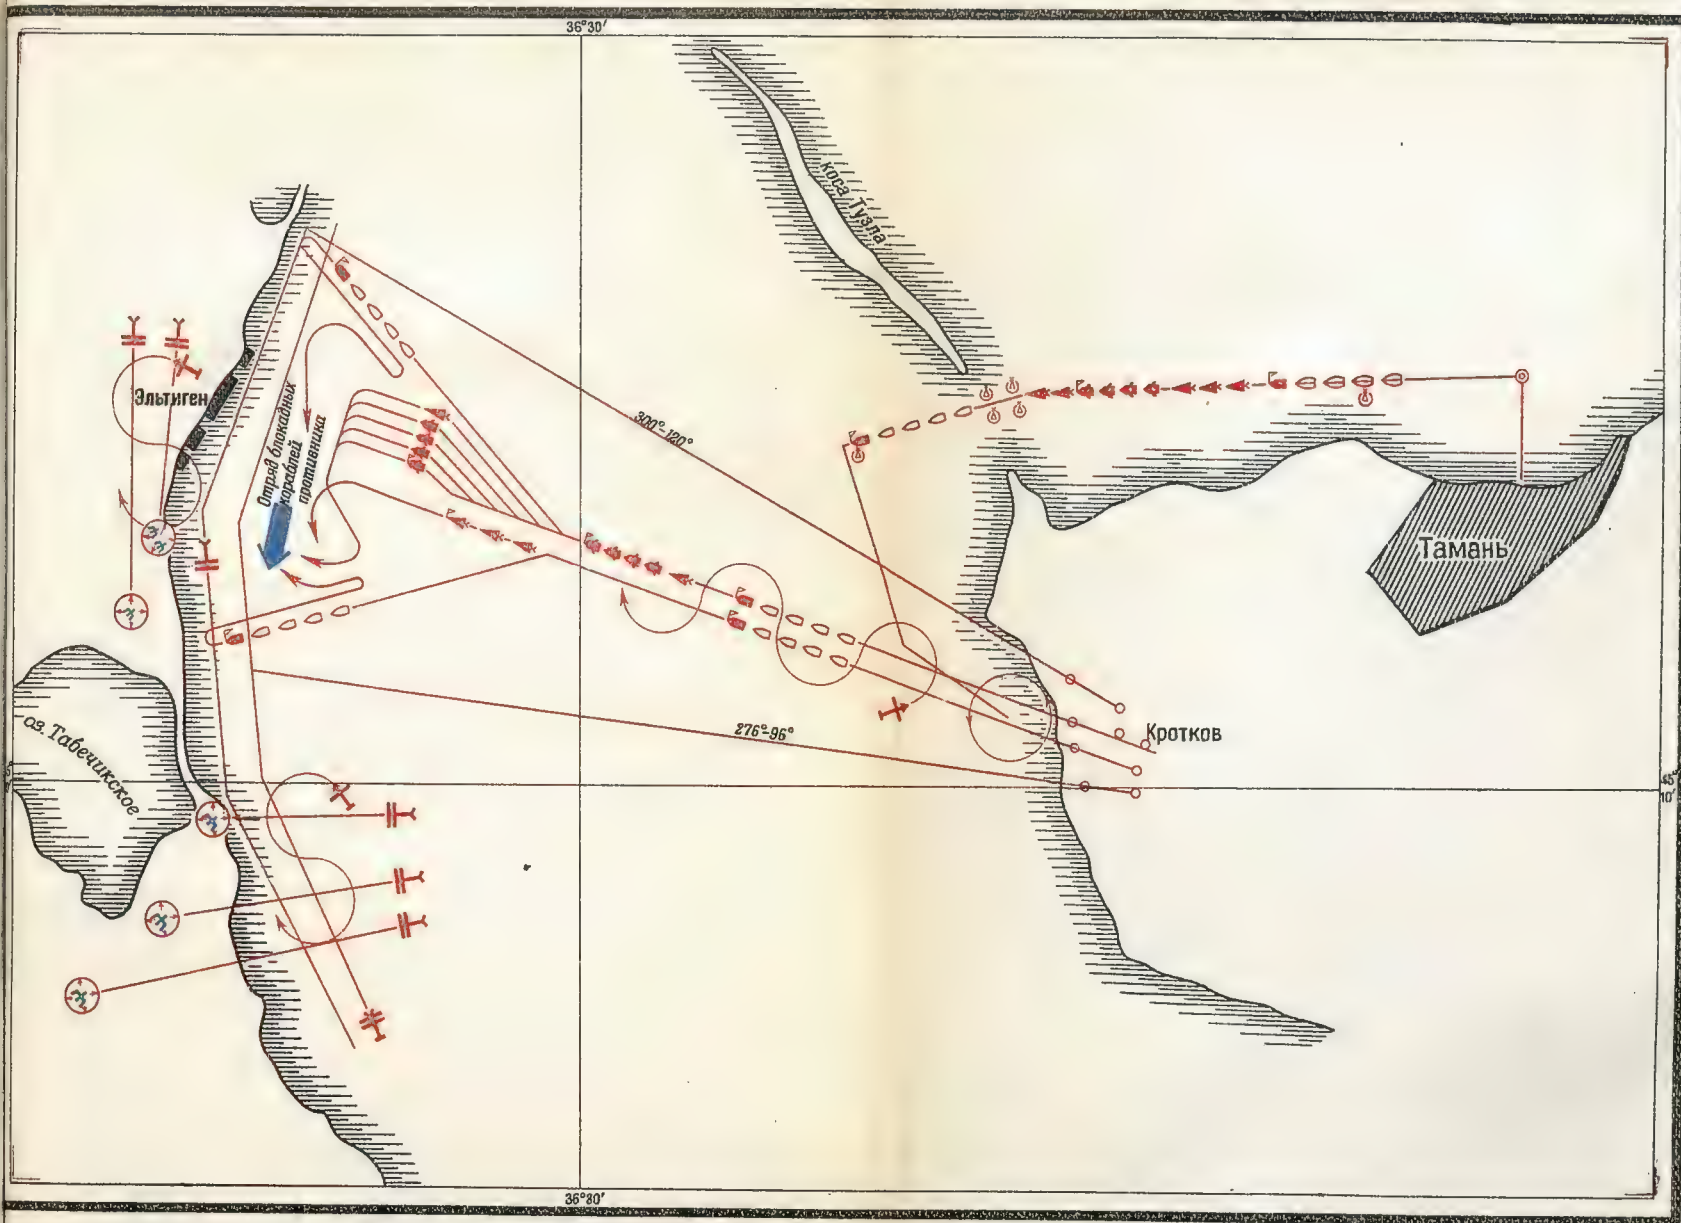 36°30′
коса Тузла
Эльтиген
Отряд блокадных
кораблей
противника
300°–120°
Тамань
Кротков
276°–96°
оз. Табечикское
45°
10′
36°80′